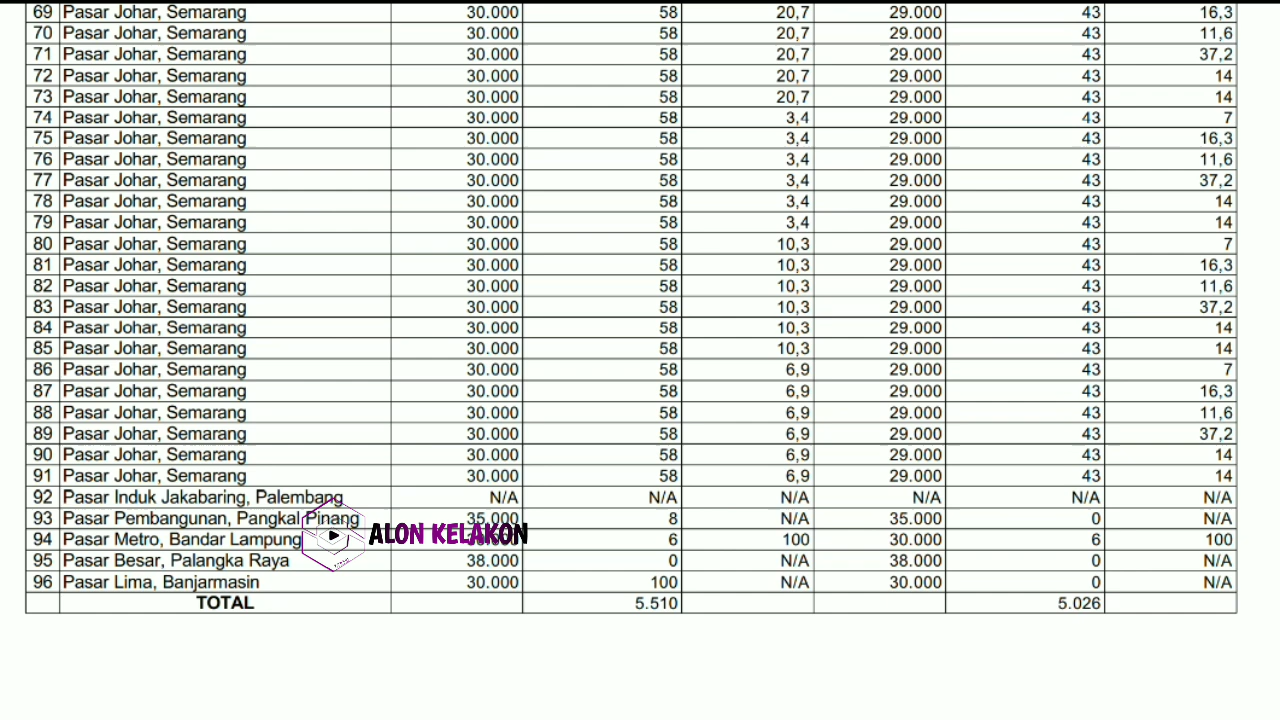 69 Pasar Johar, Semarang 30.000 58 20,7 29.000 43 16,3
70 Pasar Johar, Semarang 30.000 58 20,7 29.000 43 11,6
71 Pasar Johar, Semarang 30.000 58 20,7 29.000 43 37,2
72 Pasar Johar, Semarang 30.000 58 20,7 29.000 43 14
73 Pasar Johar, Semarang 30.000 58 20,7 29.000 43 14
74 Pasar Johar, Semarang 30.000 58 3,4 29.000 43 7
75 Pasar Johar, Semarang 30.000 58 3,4 29.000 43 16,3
76 Pasar Johar, Semarang 30.000 58 3,4 29.000 43 11,6
77 Pasar Johar, Semarang 30.000 58 3,4 29.000 43 37,2
78 Pasar Johar, Semarang 30.000 58 3,4 29.000 43 14
79 Pasar Johar, Semarang 30.000 58 3,4 29.000 43 14
80 Pasar Johar, Semarang 30.000 58 10,3 29.000 43 7
81 Pasar Johar, Semarang 30.000 58 10,3 29.000 43 16,3
82 Pasar Johar, Semarang 30.000 58 10,3 29.000 43 11,6
83 Pasar Johar, Semarang 30.000 58 10,3 29.000 43 37,2
84 Pasar Johar, Semarang 30.000 58 10,3 29.000 43 14
85 Pasar Johar, Semarang 30.000 58 10,3 29.000 43 14
86 Pasar Johar, Semarang 30.000 58 6,9 29.000 43 7
87 Pasar Johar, Semarang 30.000 58 6,9 29.000 43 16,3
88 Pasar Johar, Semarang 30.000 58 6,9 29.000 43 11,6
89 Pasar Johar, Semarang 30.000 58 6,9 29.000 43 37,2
90 Pasar Johar, Semarang 30.000 58 6,9 29.000 43 14
91 Pasar Johar, Semarang 30.000 58 6,9 29.000 43 14
92 Pasar Induk Jakabaring, Palembang N/A N/A N/A N/A N/A N/A
93 Pasar Pembangunan, Pangkal Pinang 35.000 8 N/A 35.000 0 N/A
ALON KELAKON
94 Pasar Metro, Bandar Lampung 6 100 30.000 6 100
95 Pasar Besar, Palangka Raya 38.000 0 N/A 38.000 0 N/A
96 Pasar Lima, Banjarmasin 30.000 100 N/A 30.000 0 N/A
TOTAL 5.510 5.026